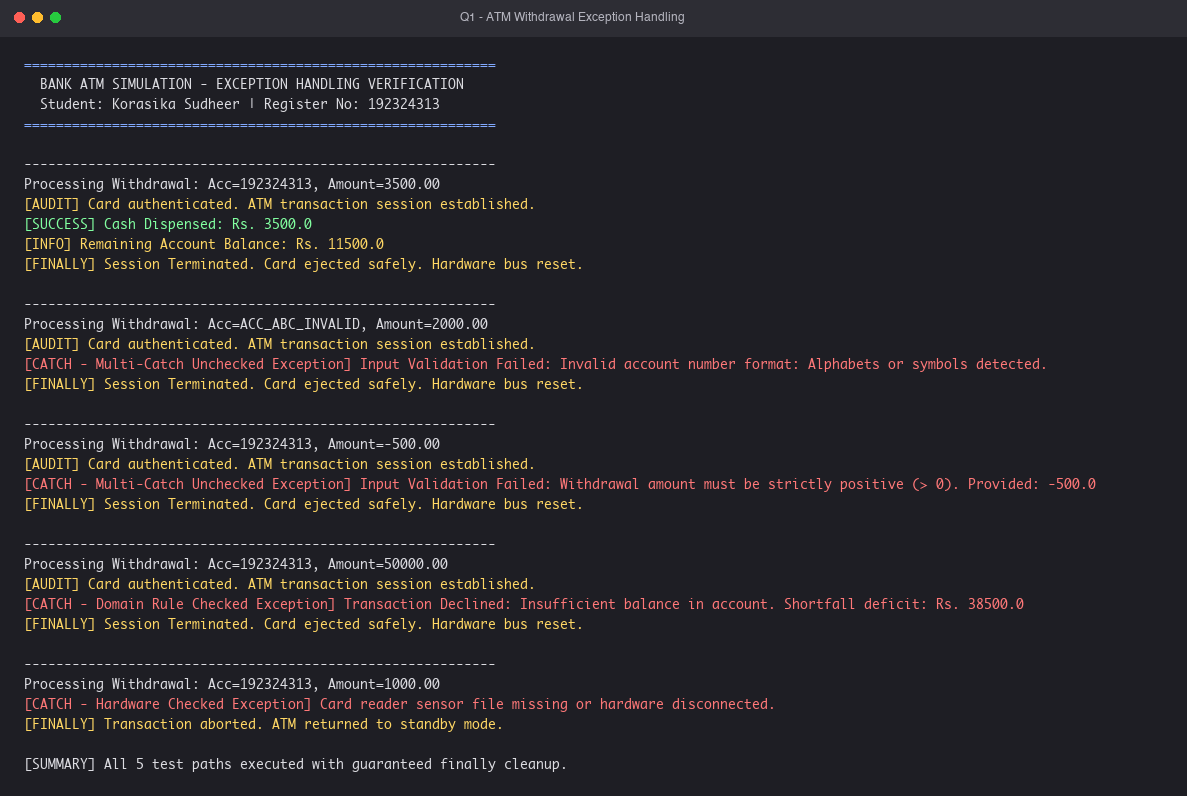 Q1 - ATM Withdrawal Exception Handling
===========================================================
BANK ATM SIMULATION - EXCEPTION HANDLING VERIFICATION
Student: Korasika Sudheer | Register No: 192324313
===========================================================
-----------------------------------------------------------
Processing Withdrawal: Acc=192324313, Amount=3500.00
[AUDIT] Card authenticated. ATM transaction session established.
[SUCCESS] Cash Dispensed: Rs. 3500.0
[INFO] Remaining Account Balance: Rs. 11500.0
[FINALLY] Session Terminated. Card ejected safely. Hardware bus reset.
-----------------------------------------------------------
Processing Withdrawal: Acc=ACC_ABC_INVALID, Amount=2000.00
[AUDIT] Card authenticated. ATM transaction session established.
[CATCH - Multi-Catch Unchecked Exception] Input Validation Failed: Invalid account number format: Alphabets or symbols detected.
[FINALLY] Session Terminated. Card ejected safely. Hardware bus reset.
-----------------------------------------------------------
Processing Withdrawal: Acc=192324313, Amount=-500.00
[AUDIT] Card authenticated. ATM transaction session established.
[CATCH - Multi-Catch Unchecked Exception] Input Validation Failed: Withdrawal amount must be strictly positive (> 0). Provided: -500.0
[FINALLY] Session Terminated. Card ejected safely. Hardware bus reset.
-----------------------------------------------------------
Processing Withdrawal: Acc=192324313, Amount=50000.00
[AUDIT] Card authenticated. ATM transaction session established.
[CATCH - Domain Rule Checked Exception] Transaction Declined: Insufficient balance in account. Shortfall deficit: Rs. 38500.0
[FINALLY] Session Terminated. Card ejected safely. Hardware bus reset.
-----------------------------------------------------------
Processing Withdrawal: Acc=192324313, Amount=1000.00
[CATCH - Hardware Checked Exception] Card reader sensor file missing or hardware disconnected.
[FINALLY] Transaction aborted. ATM returned to standby mode.
[SUMMARY] All 5 test paths executed with guaranteed finally cleanup.